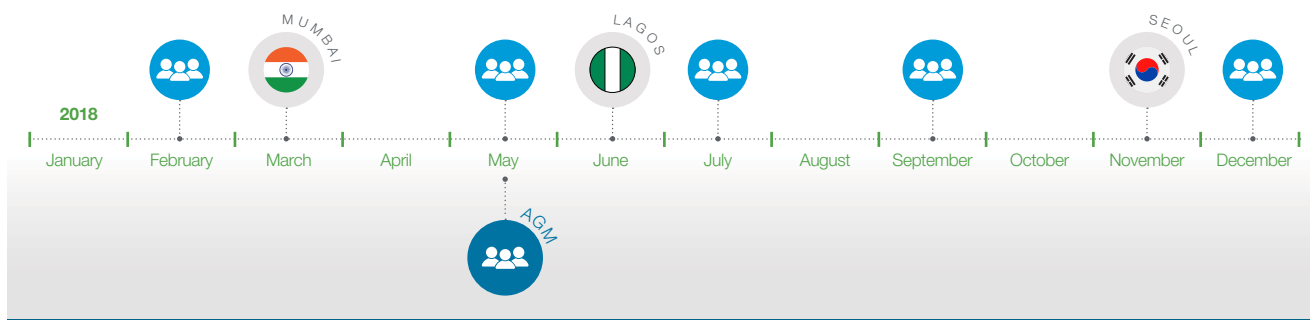 MUMBAI
LAGOS
SEOUL
2018
January February March April May June July August September October November December
AGM